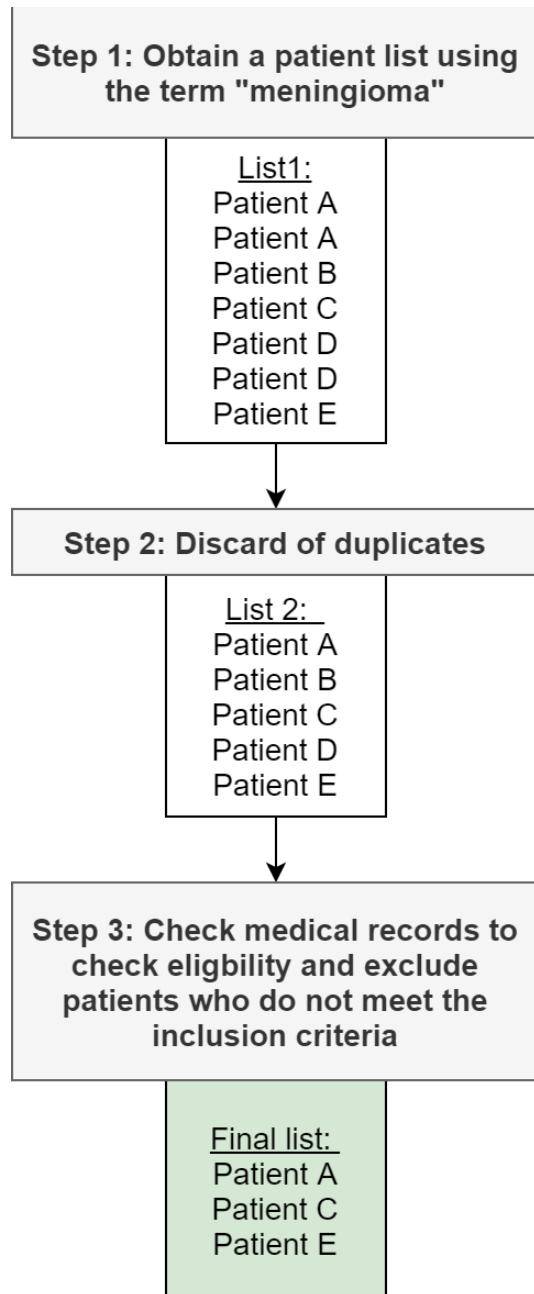 Step 1: Obtain a patient list using
the term "meningioma"
List1:
Patient A
Patient A
Patient B
Patient C
Patient D
Patient D
Patient E
Step 2: Discard of duplicates
List 2:
Patient A
Patient B
Patient C
Patient D
Patient E
Step 3: Check medical records to
check eligbility and exclude
patients who do not meet the
inclusion criteria
Final list:
Patient A
Patient C
Patient E